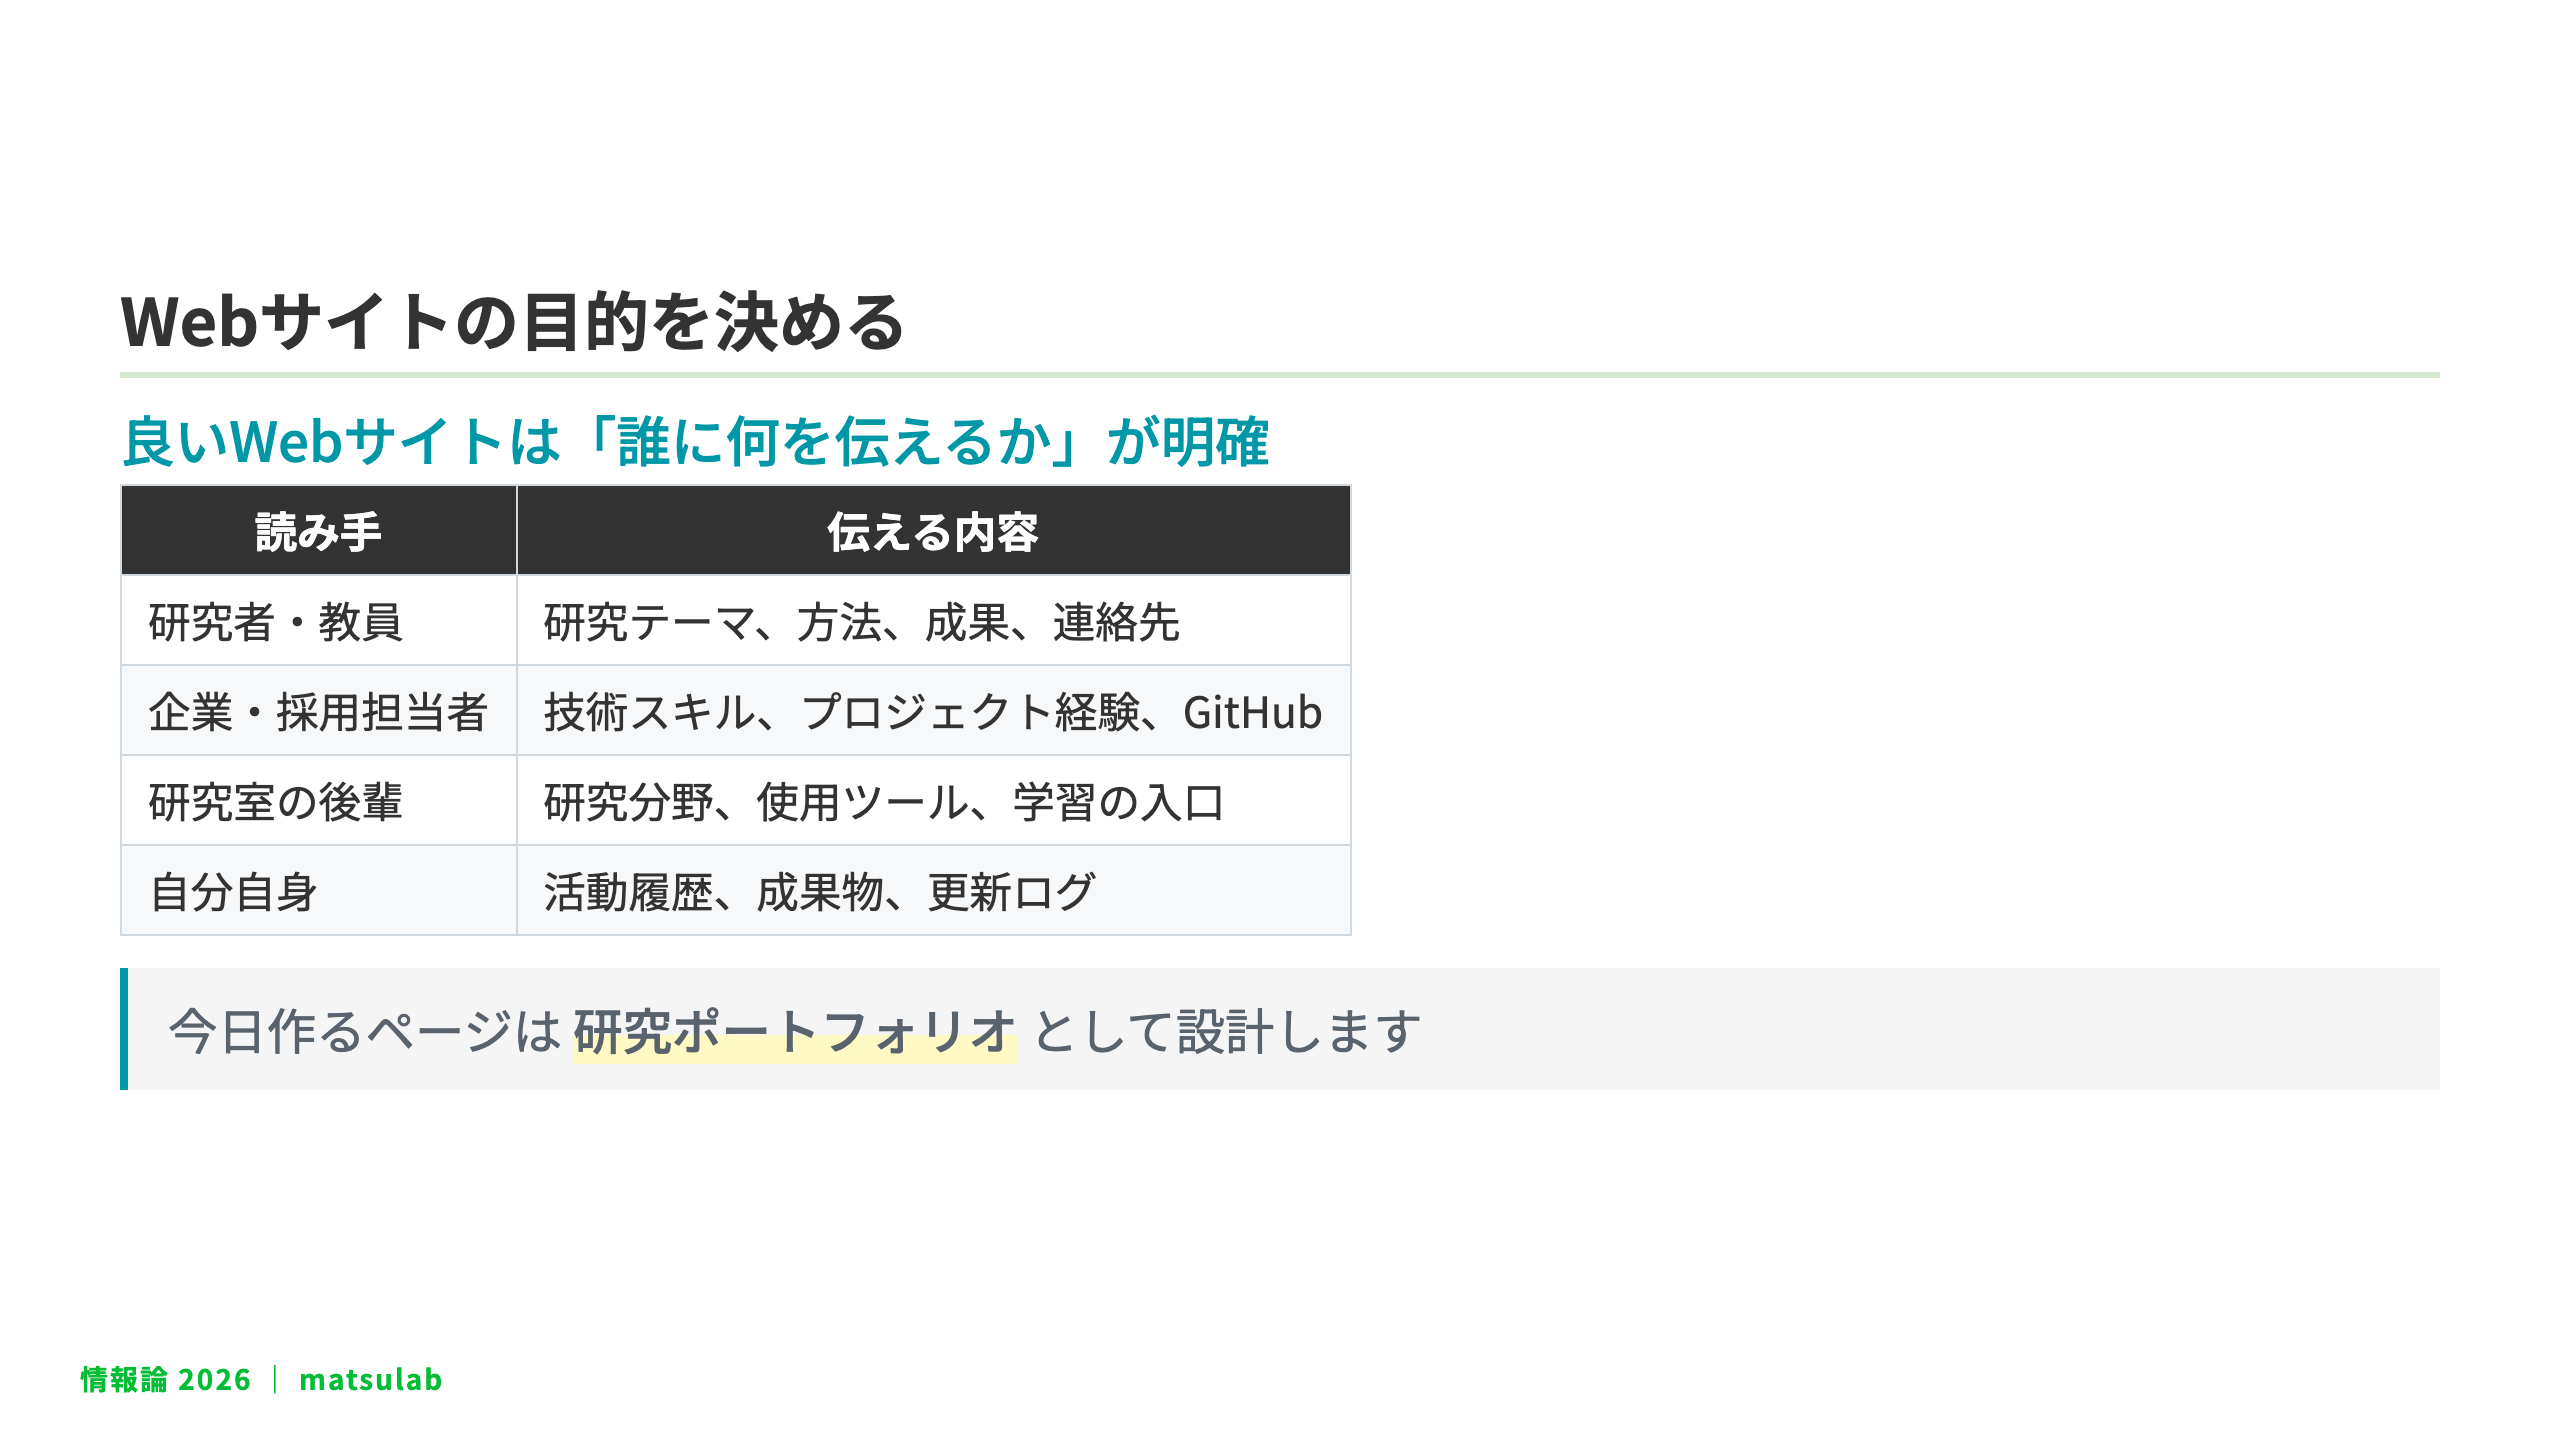 Webサイトの目的を決める
良いWebサイトは「誰に何を伝えるか」が明確
読み手 伝える内容
研究者・教員 研究テーマ、方法、成果、連絡先
企業・採用担当者 技術スキル、プロジェクト経験、GitHub
研究室の後輩 研究分野、使用ツール、学習の入口
自分自身 活動履歴、成果物、更新ログ
今日作るページは 研究ポートフォリオ として設計します
情報論 2026 ｜ matsulab